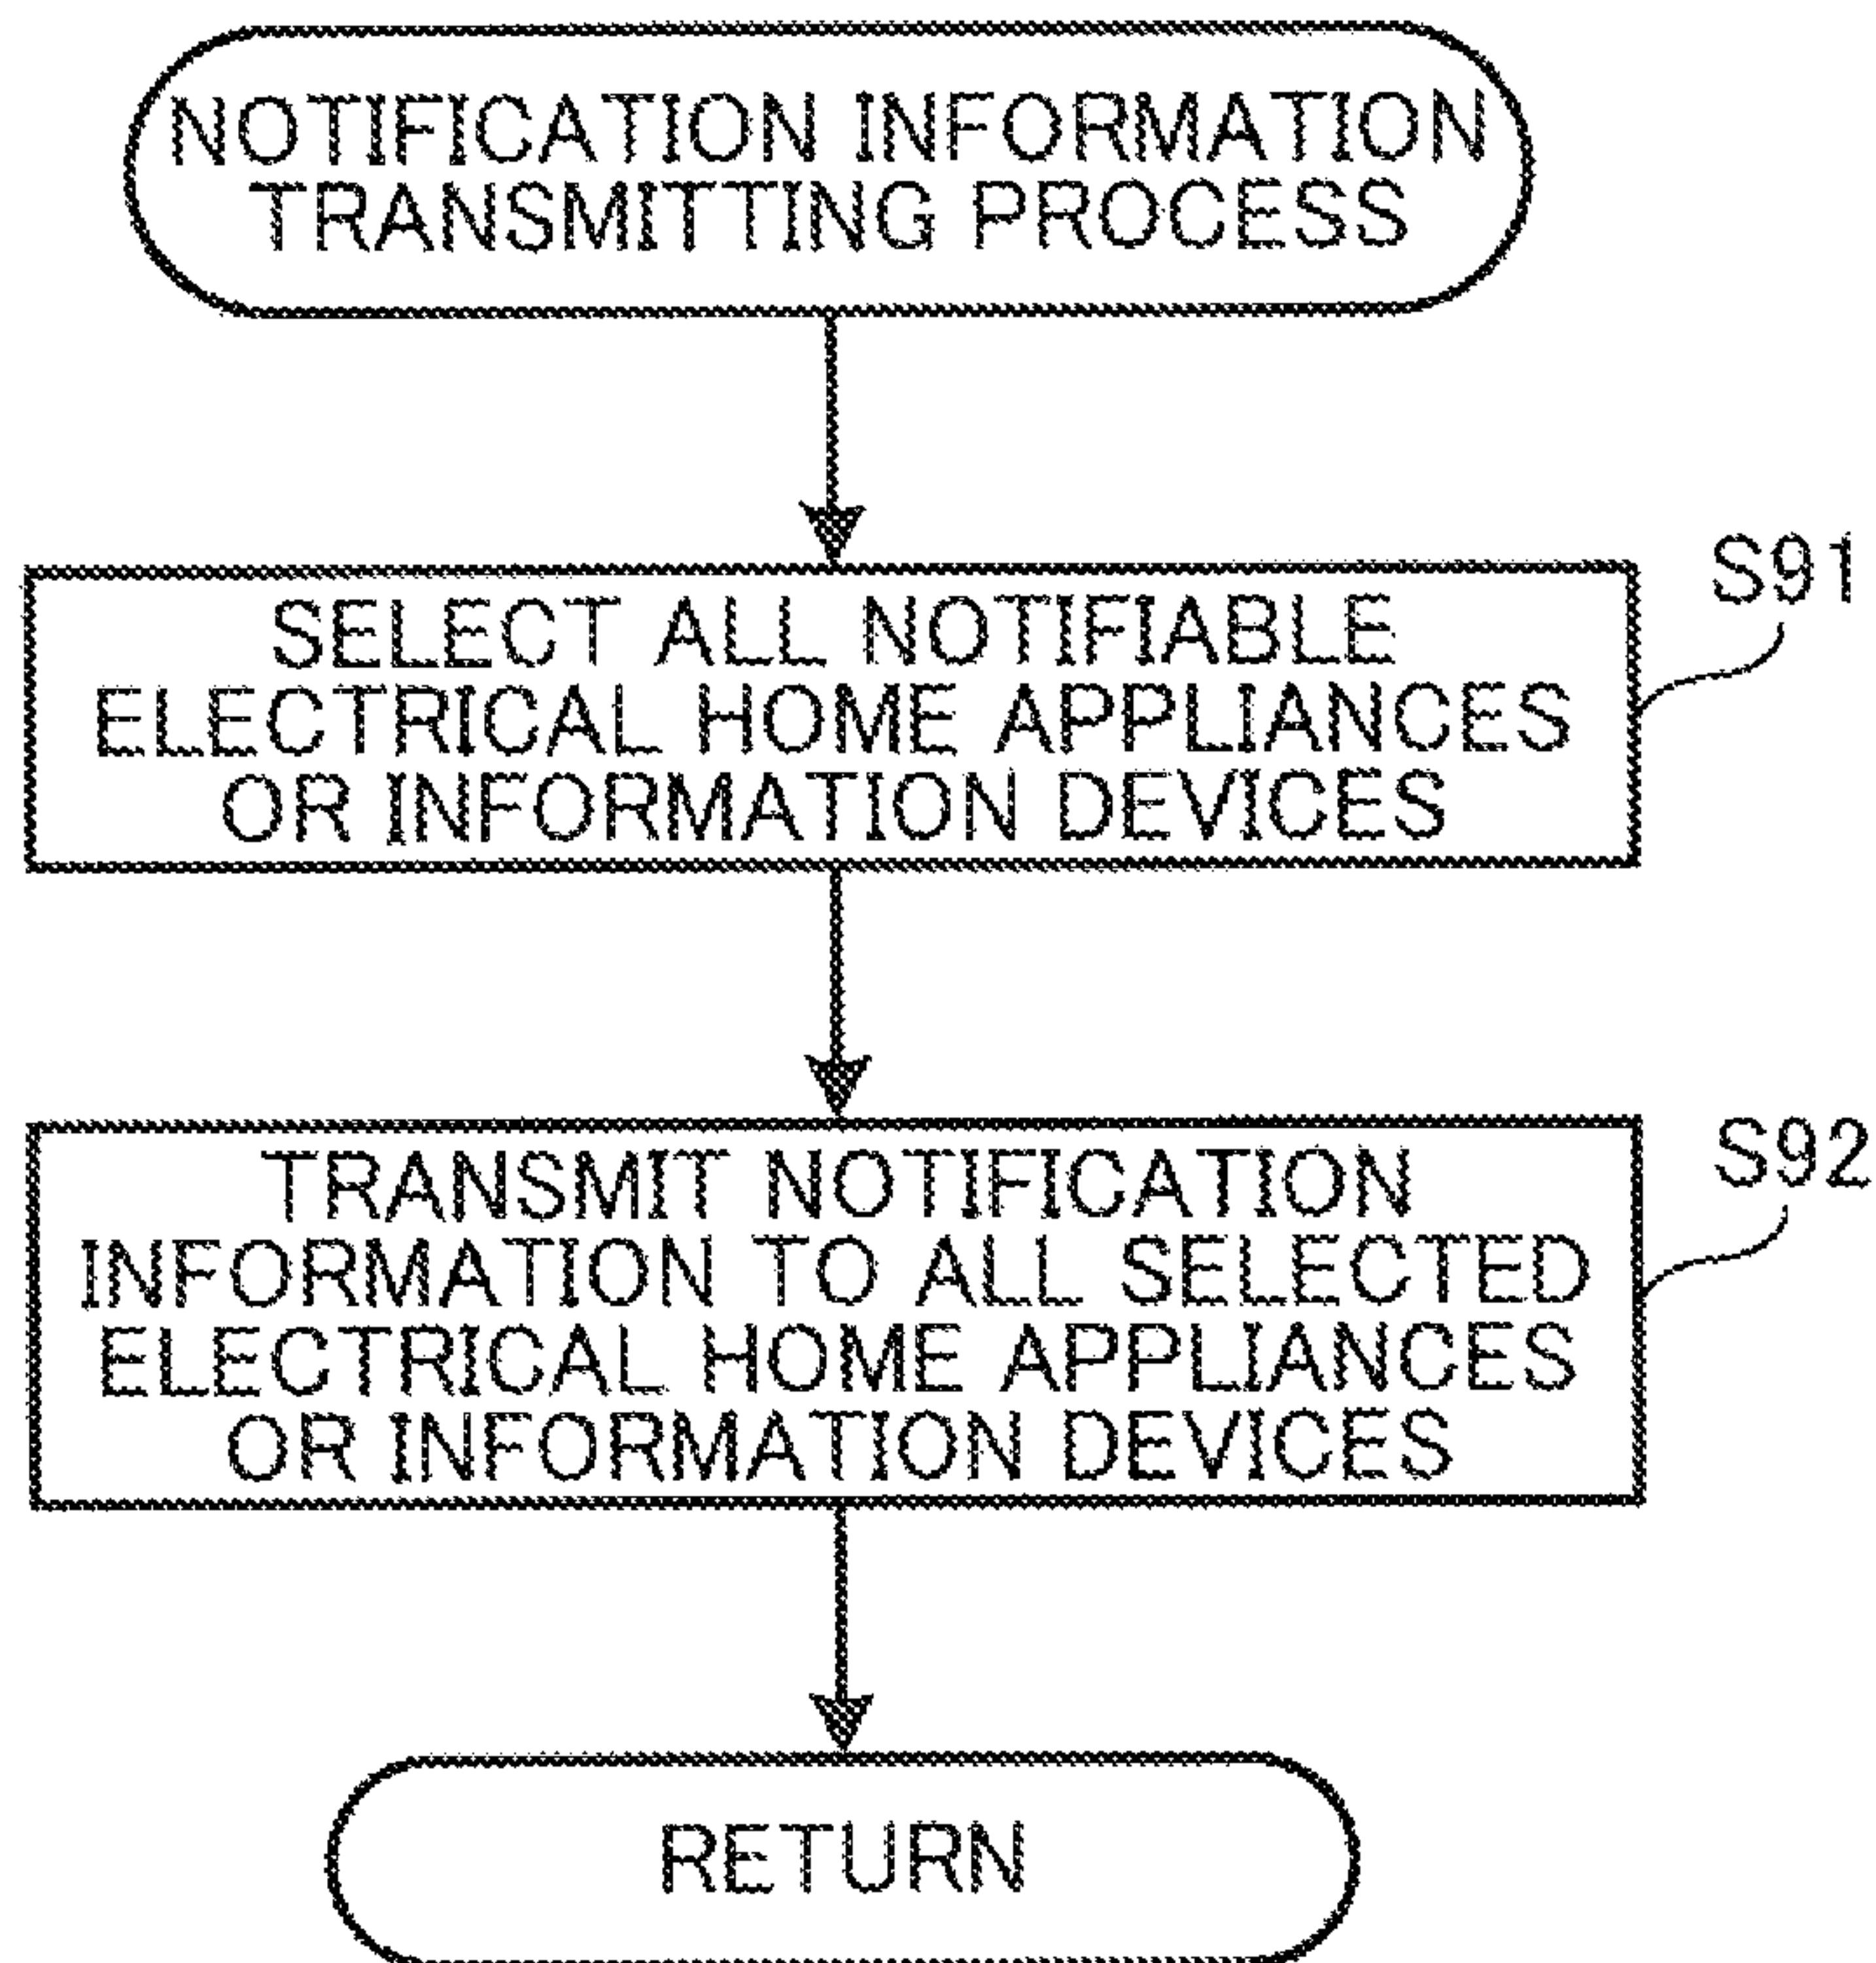 NOTIFICATION INFORMATION
TRANSMITTING PROCESS
S91
SELECT ALL NOTIFIABLE
ELECTRICAL HOME APPLIANCES
OR INFORMATION DEVICES
S92
TRANSMIT NOTIFICATION
INFORMATION TO ALL SELECTED
ELECTRICAL HOME APPLIANCES
OR INFORMATION DEVICES
RETURN